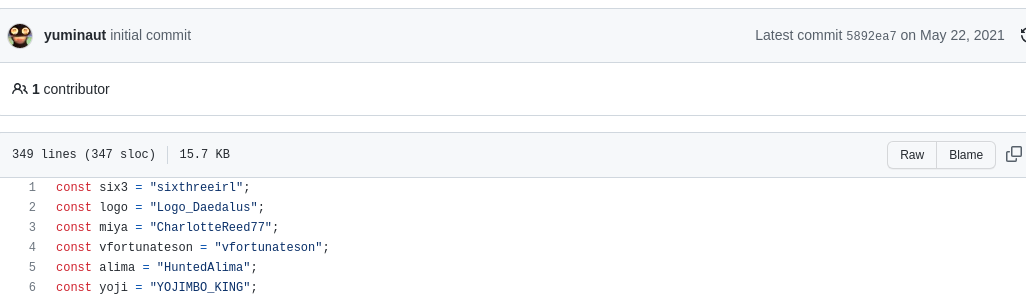 yuminaut initial commit Latest commit 5892ea7 on May 22, 2021
1 contributor
349 lines (347 sloc) 15.7 KB Raw Blame
1 const six3 = "sixthreeirl";
2 const logo = "Logo_Daedalus";
3 const miya = "CharlotteReed77";
4 const vfortunateson = "vfortunateson";
5 const alima = "HuntedAlima";
6 const yoji = "YOJIMBO_KING";